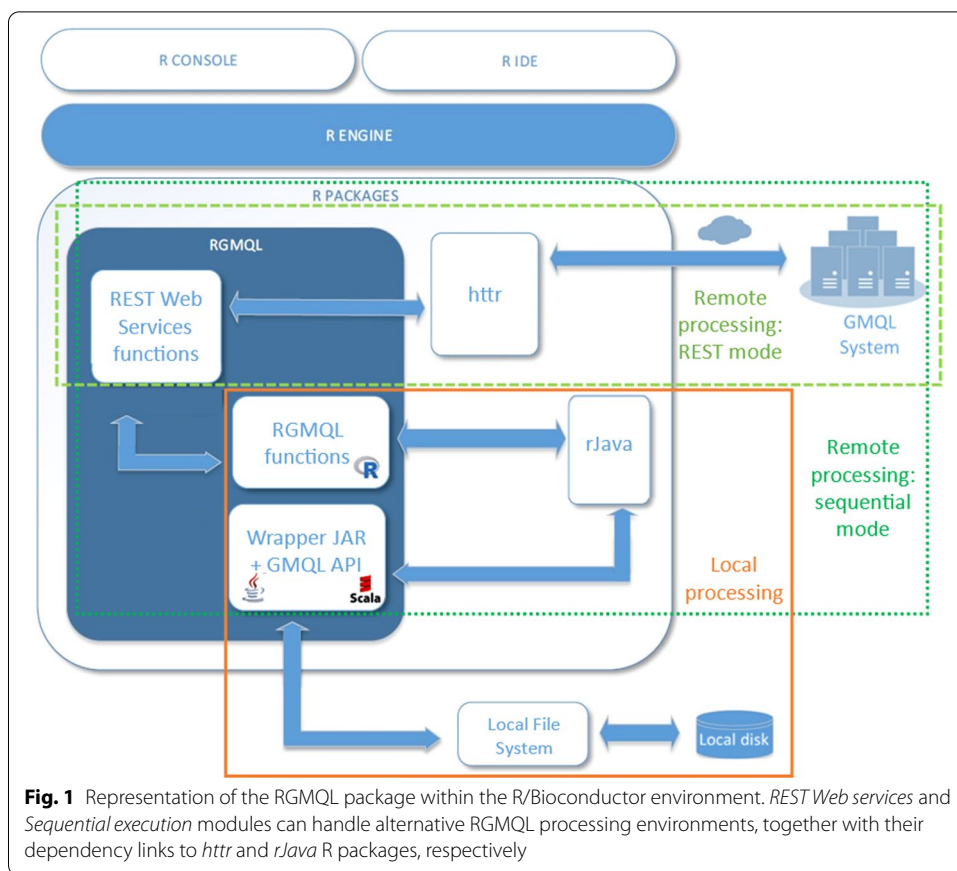 R CONSOLE
R IDE
R ENGINE
R PACKAGES
RGMQL
REST Web
Services
functions
httr
Remote
processing:
REST mode
GMQL
System
RGMQL
functions
R
rJava
Remote
processing:
sequential
mode
Wrapper JAR
+ GMQL API
Java
Scala
Local
processing
Local File
System
Local disk
Fig. 1 Representation of the RGMQL package within the R/Bioconductor environment. REST Web services and
Sequential execution modules can handle alternative RGMQL processing environments, together with their
dependency links to httr and rJava R packages, respectively